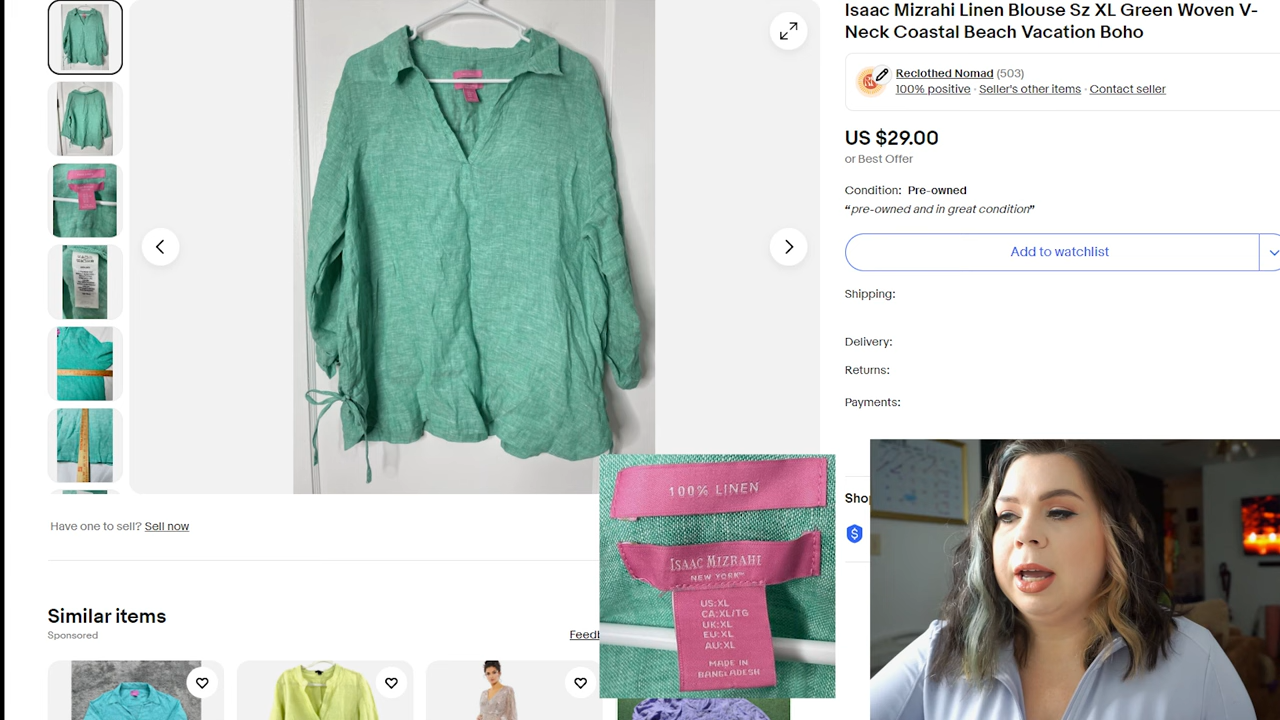 Isaac Mizrahi Linen Blouse Sz XL Green Woven V-
Neck Coastal Beach Vacation Boho
Reclothed Nomad (503)
100% positive · Seller's other items · Contact seller
US $29.00
or Best Offer
Condition: Pre-owned
“pre-owned and in great condition”
Add to watchlist
Shipping:
Delivery:
Returns:
Payments:
Have one to sell? Sell now
Similar items
Sponsored
100% LINEN
ISAAC MIZRAHI
NEW YORK™
US:XL
CA:XL/TG
UK:XL
EU:XL
AU:XL
MADE IN
BANGLADESH